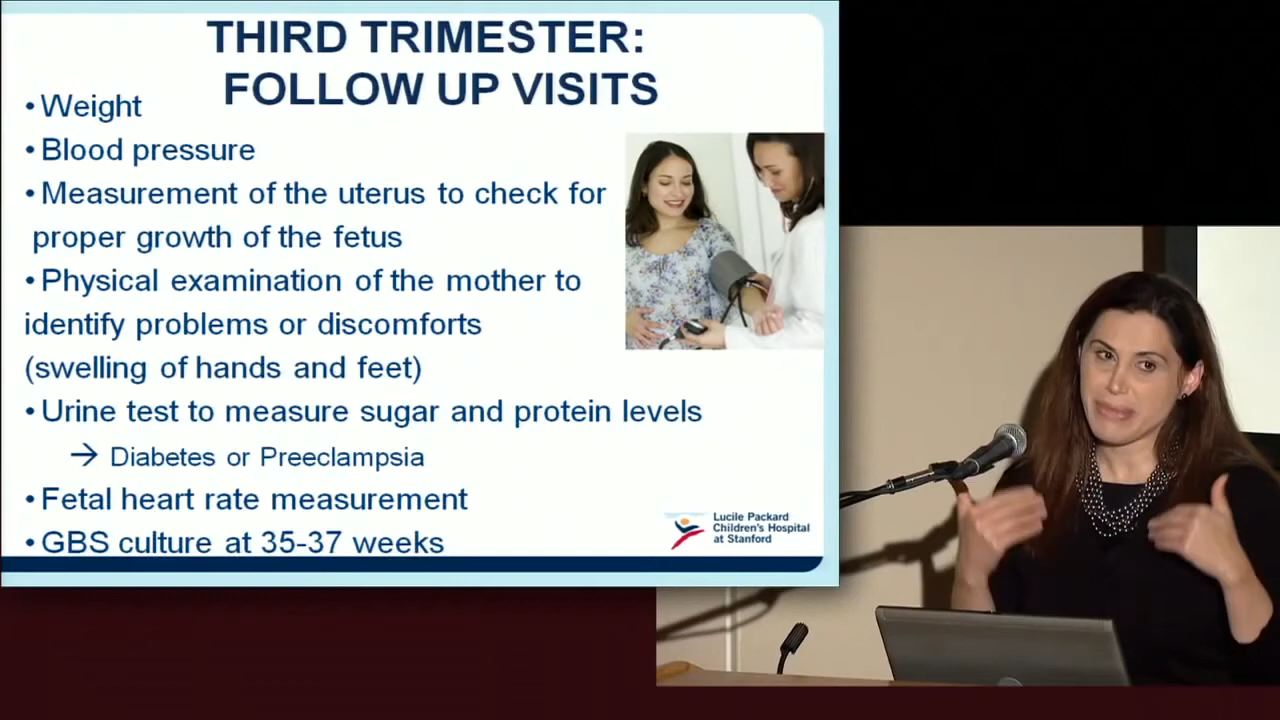 THIRD TRIMESTER:
FOLLOW UP VISITS
• Weight
• Blood pressure
• Measurement of the uterus to check for
proper growth of the fetus
• Physical examination of the mother to
identify problems or discomforts
(swelling of hands and feet)
• Urine test to measure sugar and protein levels
→ Diabetes or Preeclampsia
• Fetal heart rate measurement
• GBS culture at 35-37 weeks
Lucile Packard
Children's Hospital
at Stanford